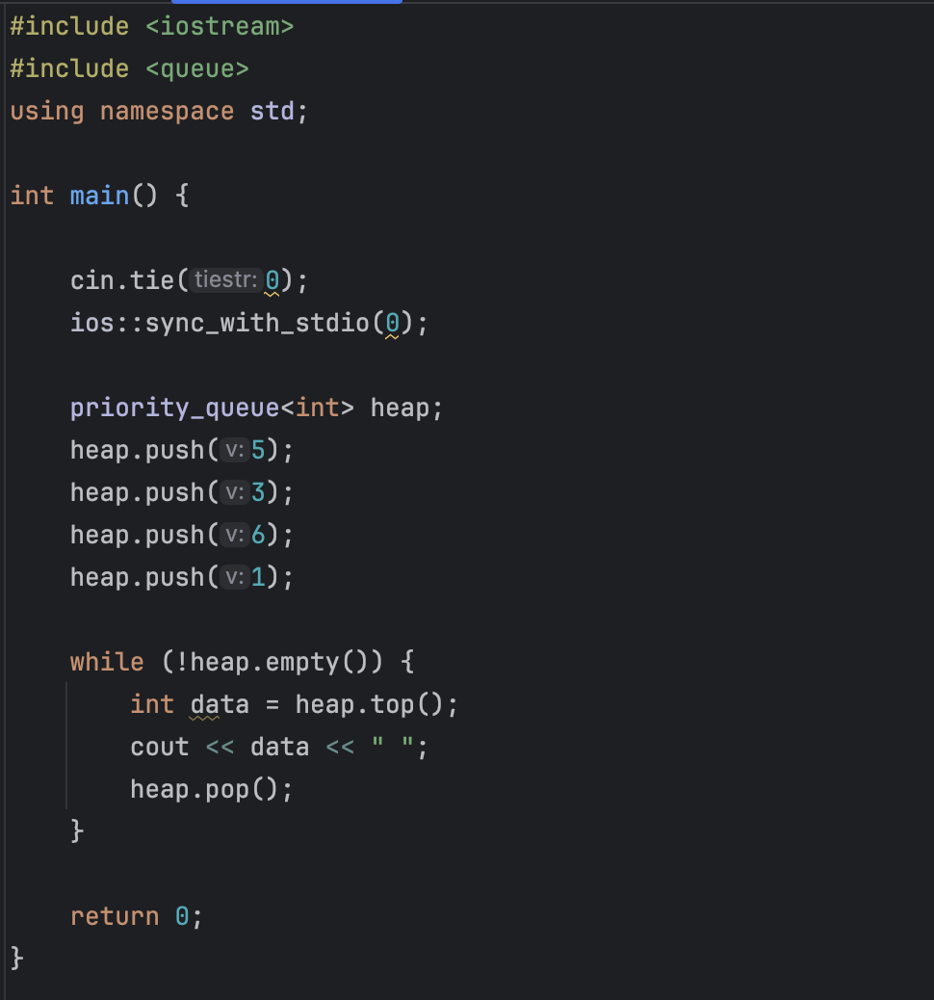 #include <iostream>
#include <queue>
using namespace std;
int main() {
cin.tie(tiestr: 0);
ios::sync_with_stdio(0);
priority_queue<int> heap;
heap.push(v: 5);
heap.push(v: 3);
heap.push(v: 6);
heap.push(v: 1);
while (!heap.empty()) {
int data = heap.top();
cout << data << " ";
heap.pop();
}
return 0;
}